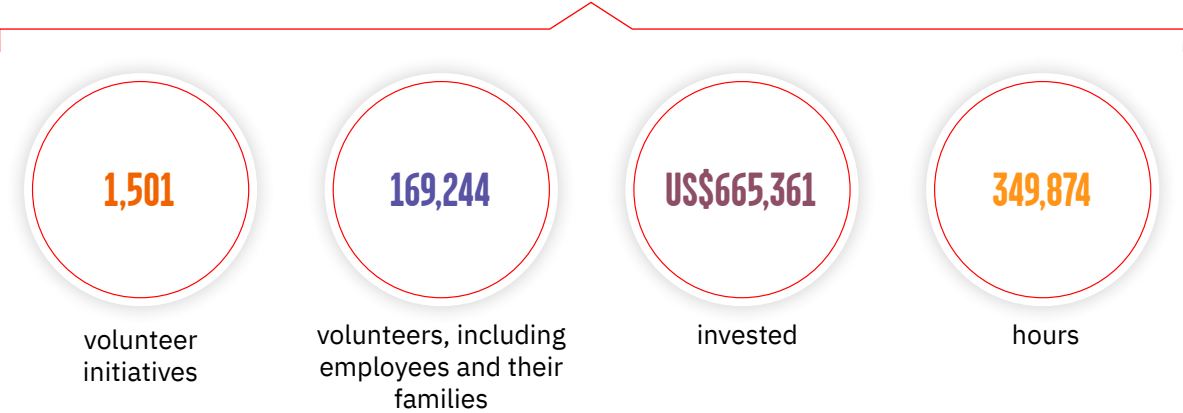 1,501
volunteer
initiatives
169,244
volunteers, including
employees and their
families
US$665,361
invested
349,874
hours